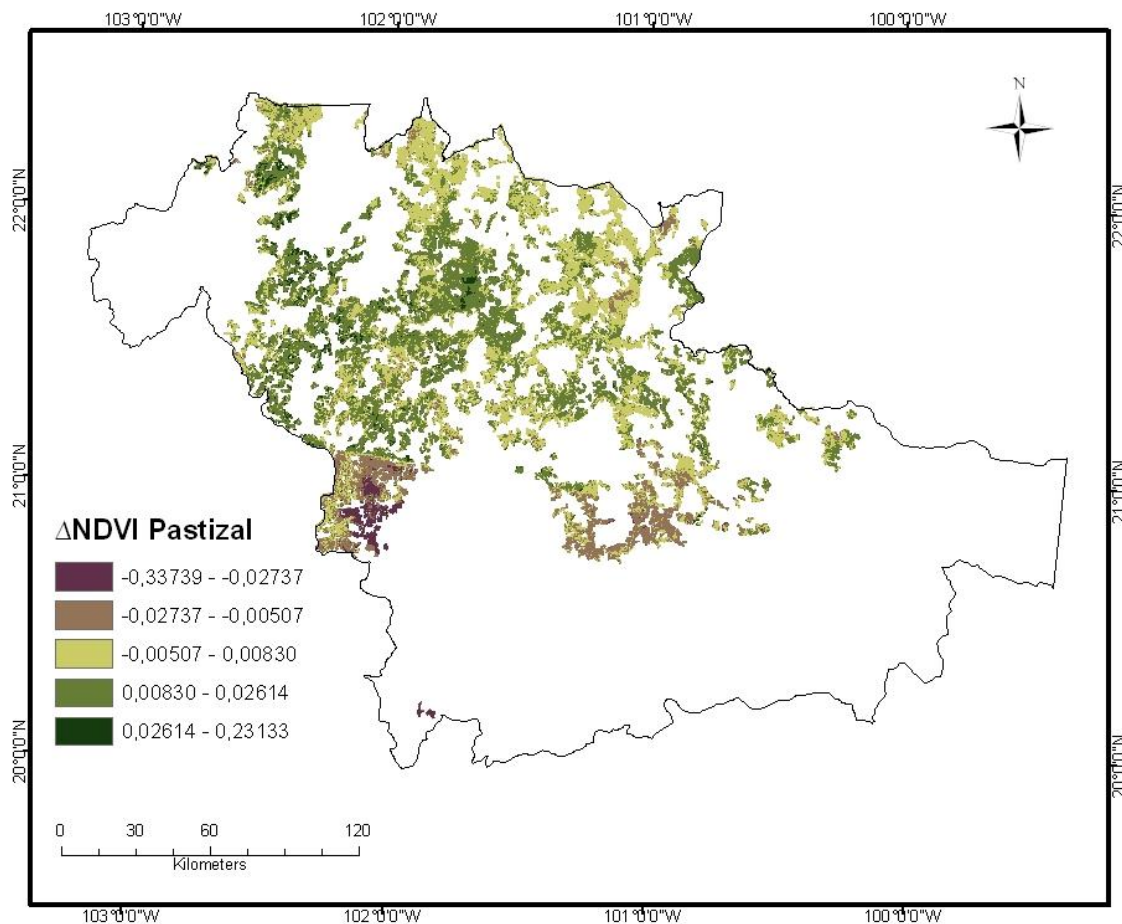 103°0'0"W 102°0'0"W 101°0'0"W 100°0'0"W
N
22°0'0"N 22°0'0"N
21°0'0"N 21°0'0"N
ΔNDVI Pastizal
-0,33739 - -0,02737
-0,02737 - -0,00507
-0,00507 - 0,00830
0,00830 - 0,02614
0,02614 - 0,23133
20°0'0"N 20°0'0"N
0 30 60 120
Kilometers
103°0'0"W 102°0'0"W 101°0'0"W 100°0'0"W